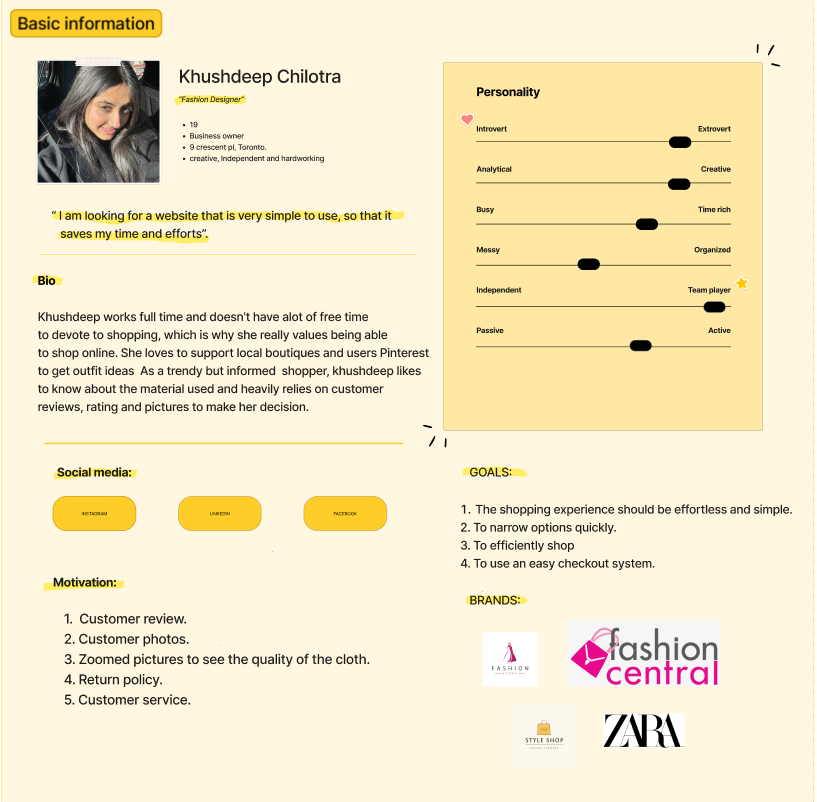 Basic information
Khushdeep Chilotra
"Fashion Designer"
• 19
• Business owner
• 9 crescent pl, Toronto.
• creative, Independent and hardworking
“ I am looking for a website that is very simple to use, so that it
saves my time and efforts”.
Bio
Khushdeep works full time and doesn't have alot of free time
to devote to shopping, which is why she really values being able
to shop online. She loves to support local boutiques and users Pinterest
to get outfit ideas  As a trendy but informed  shopper, khushdeep likes
to know about the material used and heavily relies on customer
reviews, rating and pictures to make her decision.
Social media:
INSTAGRAM
LINKEDIN
FACEBOOK
Motivation:
1. Customer review.
2. Customer photos.
3. Zoomed pictures to see the quality of the cloth.
4. Return policy.
5. Customer service.
Personality
Introvert Extrovert
Analytical Creative
Busy Time rich
Messy Organized
Independent Team player
Passive Active
GOALS:
1. The shopping experience should be effortless and simple.
2. To narrow options quickly.
3. To efficiently shop
4. To use an easy checkout system.
BRANDS:
FASHION
STORE
fashion
central
STYLE SHOP
ZARA